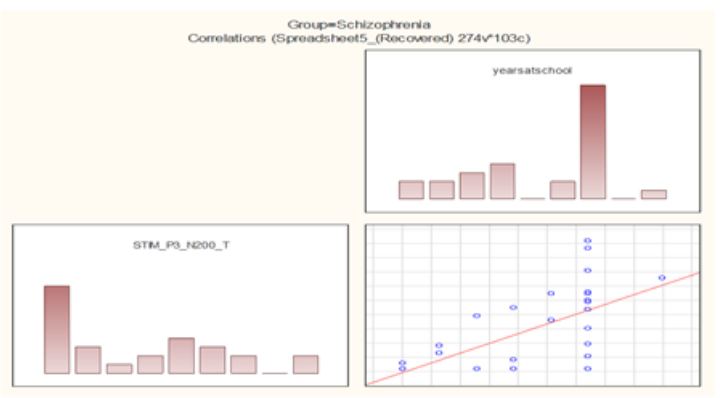 Group=Schizophrenia
Correlations (Spreadsheet5_(Recovered) 274v*103c)
yearsatschool
STIM_P3_N200_T